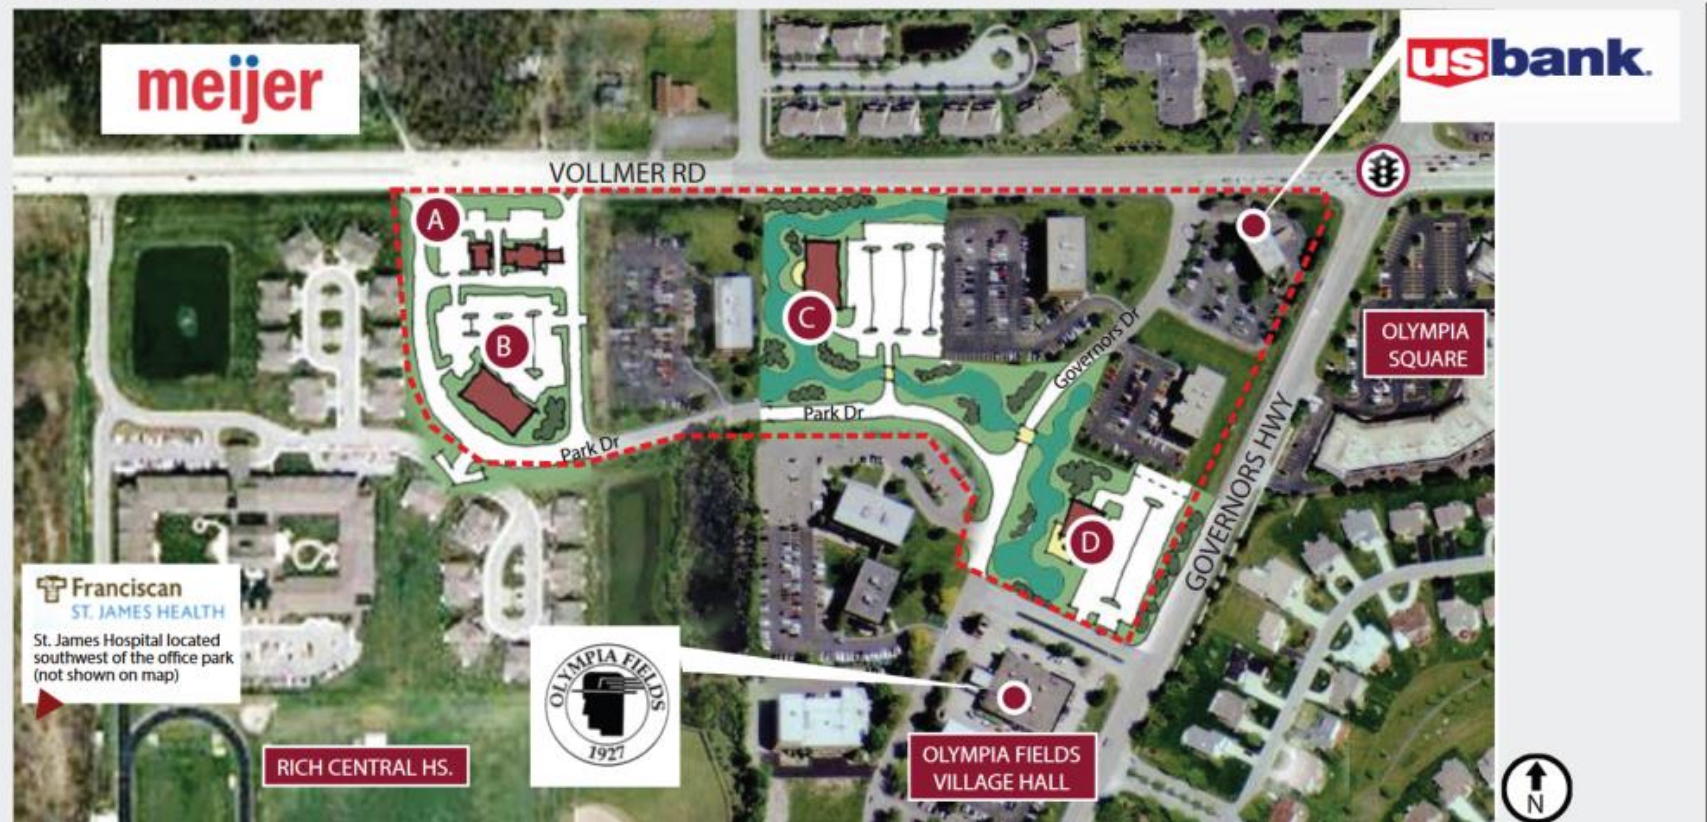 meijer
usbank.
VOLLMER RD
A
B
C
D
Governors Dr
Park Dr
Park Dr
GOVERNORS HWY
OLYMPIA
SQUARE
Franciscan
ST. JAMES HEALTH
St. James Hospital located
southwest of the office park
(not shown on map)
OLYMPIA FIELDS
1927
RICH CENTRAL HS.
OLYMPIA FIELDS
VILLAGE HALL
N